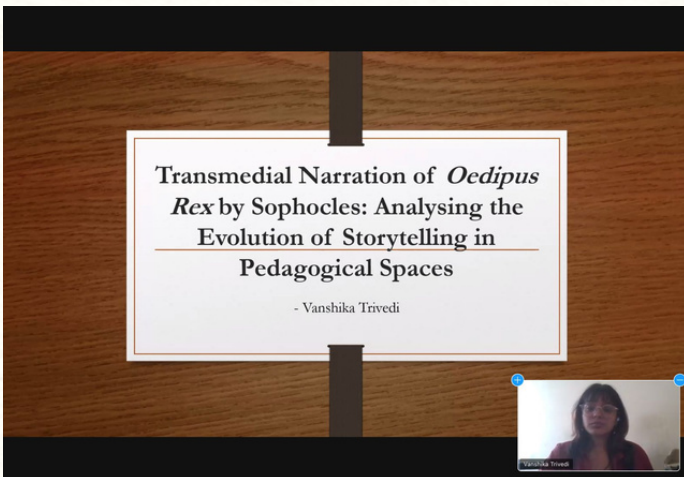 Transmedial Narration of Oedipus
Rex by Sophocles: Analysing the
Evolution of Storytelling in
Pedagogical Spaces
- Vanshika Trivedi
Vanshika Trivedi